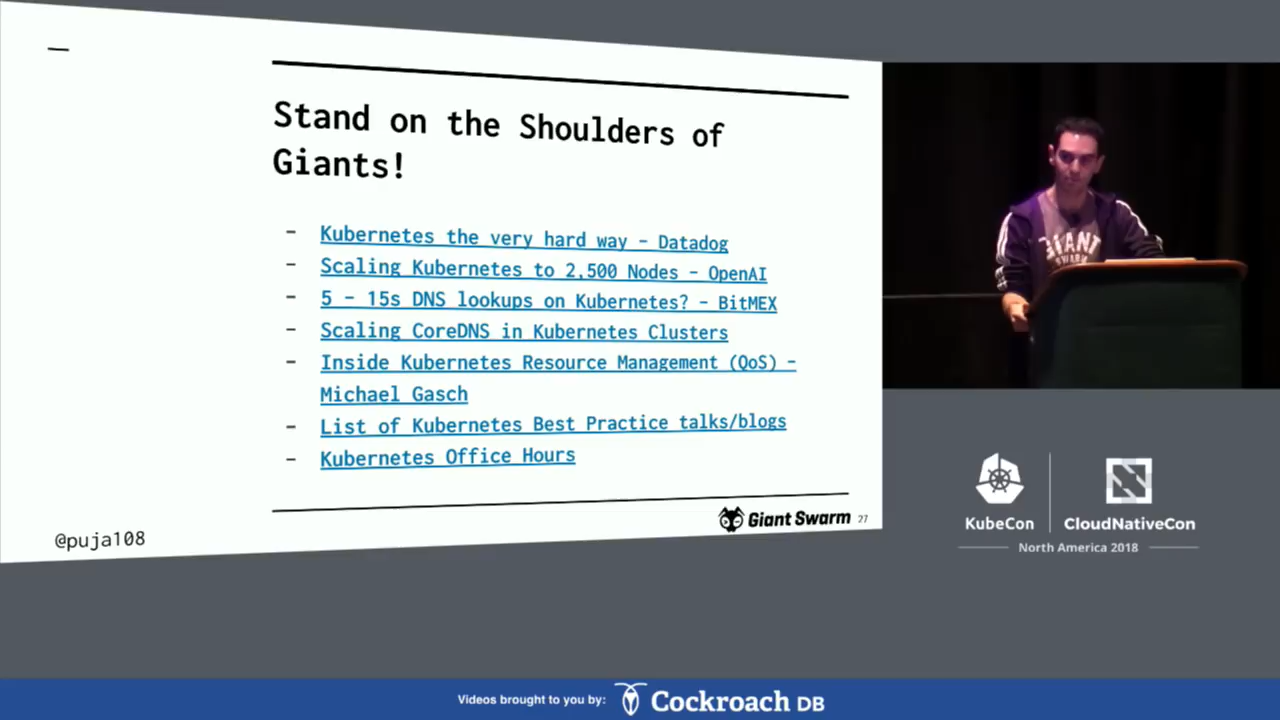 Stand on the Shoulders of
Giants!
- Kubernetes the very hard way - Datadog
- Scaling Kubernetes to 2,500 Nodes - OpenAI
- 5 - 15s DNS lookups on Kubernetes? - BitMEX
- Scaling CoreDNS in Kubernetes Clusters
- Inside Kubernetes Resource Management (QoS) -
Michael Gasch
- List of Kubernetes Best Practice talks/blogs
- Kubernetes Office Hours
Giant Swarm 27
@puja108
GIANT
SWARM
KubeCon CloudNativeCon
North America 2018
Videos brought to you by: Cockroach DB